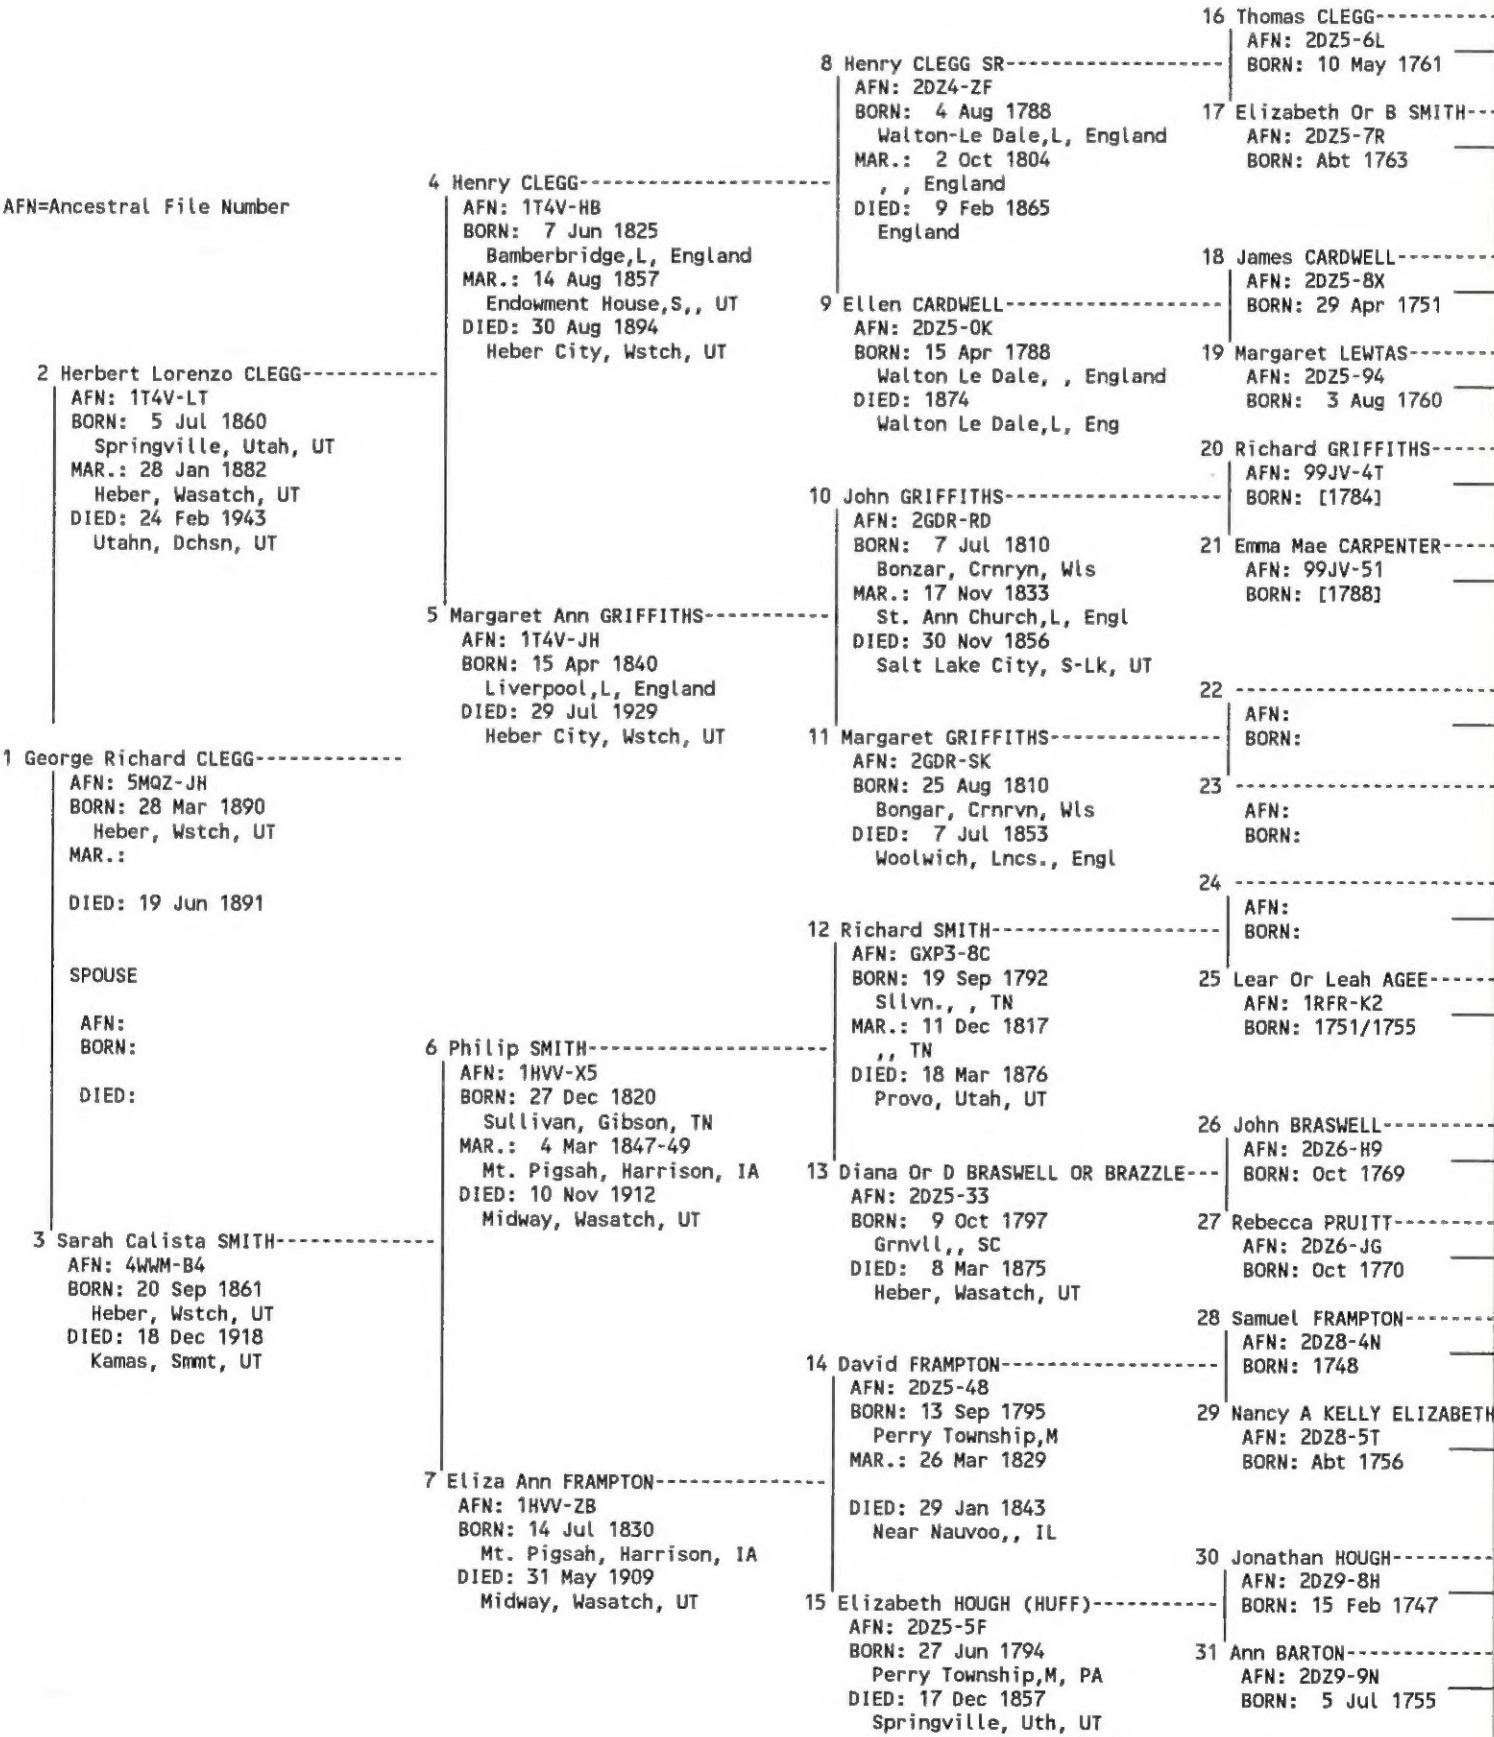 AFN=Ancestral File Number
1 George Richard CLEGG-------------
AFN: 5MQZ-JH
BORN: 28 Mar 1890
Heber, Wstch, UT
MAR.:
DIED: 19 Jun 1891
SPOUSE
AFN:
BORN:
DIED:
2 Herbert Lorenzo CLEGG------------
AFN: 1T4V-LT
BORN: 5 Jul 1860
Springville, Utah, UT
MAR.: 28 Jan 1882
Heber, Wasatch, UT
DIED: 24 Feb 1943
Utahn, Dchsn, UT
3 Sarah Calista SMITH--------------
AFN: 4WWM-B4
BORN: 20 Sep 1861
Heber, Wstch, UT
DIED: 18 Dec 1918
Kamas, Smmt, UT
4 Henry CLEGG----------------------
AFN: 1T4V-HB
BORN: 7 Jun 1825
Bamberbridge,L, England
MAR.: 14 Aug 1857
Endowment House,S,, UT
DIED: 30 Aug 1894
Heber City, Wstch, UT
5 Margaret Ann GRIFFITHS-----------
AFN: 1T4V-JH
BORN: 15 Apr 1840
Liverpool,L, England
DIED: 29 Jul 1929
Heber City, Wstch, UT
6 Philip SMITH---------------------
AFN: 1HVV-X5
BORN: 27 Dec 1820
Sullivan, Gibson, TN
MAR.: 4 Mar 1847-49
Mt. Pigsah, Harrison, IA
DIED: 10 Nov 1912
Midway, Wasatch, UT
7 Eliza Ann FRAMPTON---------------
AFN: 1HVV-ZB
BORN: 14 Jul 1830
Mt. Pigsah, Harrison, IA
DIED: 31 May 1909
Midway, Wasatch, UT
8 Henry CLEGG SR-------------------
AFN: 2DZ4-ZF
BORN: 4 Aug 1788
Walton-Le Dale,L, England
MAR.: 2 Oct 1804
, , England
DIED: 9 Feb 1865
England
9 Ellen CARDWELL-------------------
AFN: 2DZ5-0K
BORN: 15 Apr 1788
Walton Le Dale, , England
DIED: 1874
Walton Le Dale,L, Eng
10 John GRIFFITHS-------------------
AFN: 2GDR-RD
BORN: 7 Jul 1810
Bonzar, Crnryn, Wls
MAR.: 17 Nov 1833
St. Ann Church,L, Engl
DIED: 30 Nov 1856
Salt Lake City, S-Lk, UT
11 Margaret GRIFFITHS---------------
AFN: 2GDR-SK
BORN: 25 Aug 1810
Bongar, Crnrvn, Wls
DIED: 7 Jul 1853
Woolwich, Lncs., Engl
12 Richard SMITH--------------------
AFN: GXP3-8C
BORN: 19 Sep 1792
Sllvn., , TN
MAR.: 11 Dec 1817
,, TN
DIED: 18 Mar 1876
Provo, Utah, UT
13 Diana Or D BRASWELL OR BRAZZLE---
AFN: 2DZ5-33
BORN: 9 Oct 1797
Grnvll,, SC
DIED: 8 Mar 1875
Heber, Wasatch, UT
14 David FRAMPTON-------------------
AFN: 2DZ5-48
BORN: 13 Sep 1795
Perry Township,M
MAR.: 26 Mar 1829
DIED: 29 Jan 1843
Near Nauvoo,, IL
15 Elizabeth HOUGH (HUFF)-----------
AFN: 2DZ5-5F
BORN: 27 Jun 1794
Perry Township,M, PA
DIED: 17 Dec 1857
Springville, Uth, UT
16 Thomas CLEGG-----------
AFN: 2DZ5-6L
BORN: 10 May 1761
17 Elizabeth Or B SMITH---
AFN: 2DZ5-7R
BORN: Abt 1763
18 James CARDWELL---------
AFN: 2DZ5-8X
BORN: 29 Apr 1751
19 Margaret LEWTAS--------
AFN: 2DZ5-94
BORN: 3 Aug 1760
20 Richard GRIFFITHS------
AFN: 99JV-4T
BORN: [1784]
21 Emma Mae CARPENTER-----
AFN: 99JV-51
BORN: [1788]
22 -----------------------
AFN:
BORN:
23 -----------------------
AFN:
BORN:
24 -----------------------
AFN:
BORN:
25 Lear Or Leah AGEE------
AFN: 1RFR-K2
BORN: 1751/1755
26 John BRASWELL----------
AFN: 2DZ6-H9
BORN: Oct 1769
27 Rebecca PRUITT---------
AFN: 2DZ6-JG
BORN: Oct 1770
28 Samuel FRAMPTON--------
AFN: 2DZ8-4N
BORN: 1748
29 Nancy A KELLY ELIZABETH
AFN: 2DZ8-5T
BORN: Abt 1756
30 Jonathan HOUGH---------
AFN: 2DZ9-8H
BORN: 15 Feb 1747
31 Ann BARTON-------------
AFN: 2DZ9-9N
BORN: 5 Jul 1755